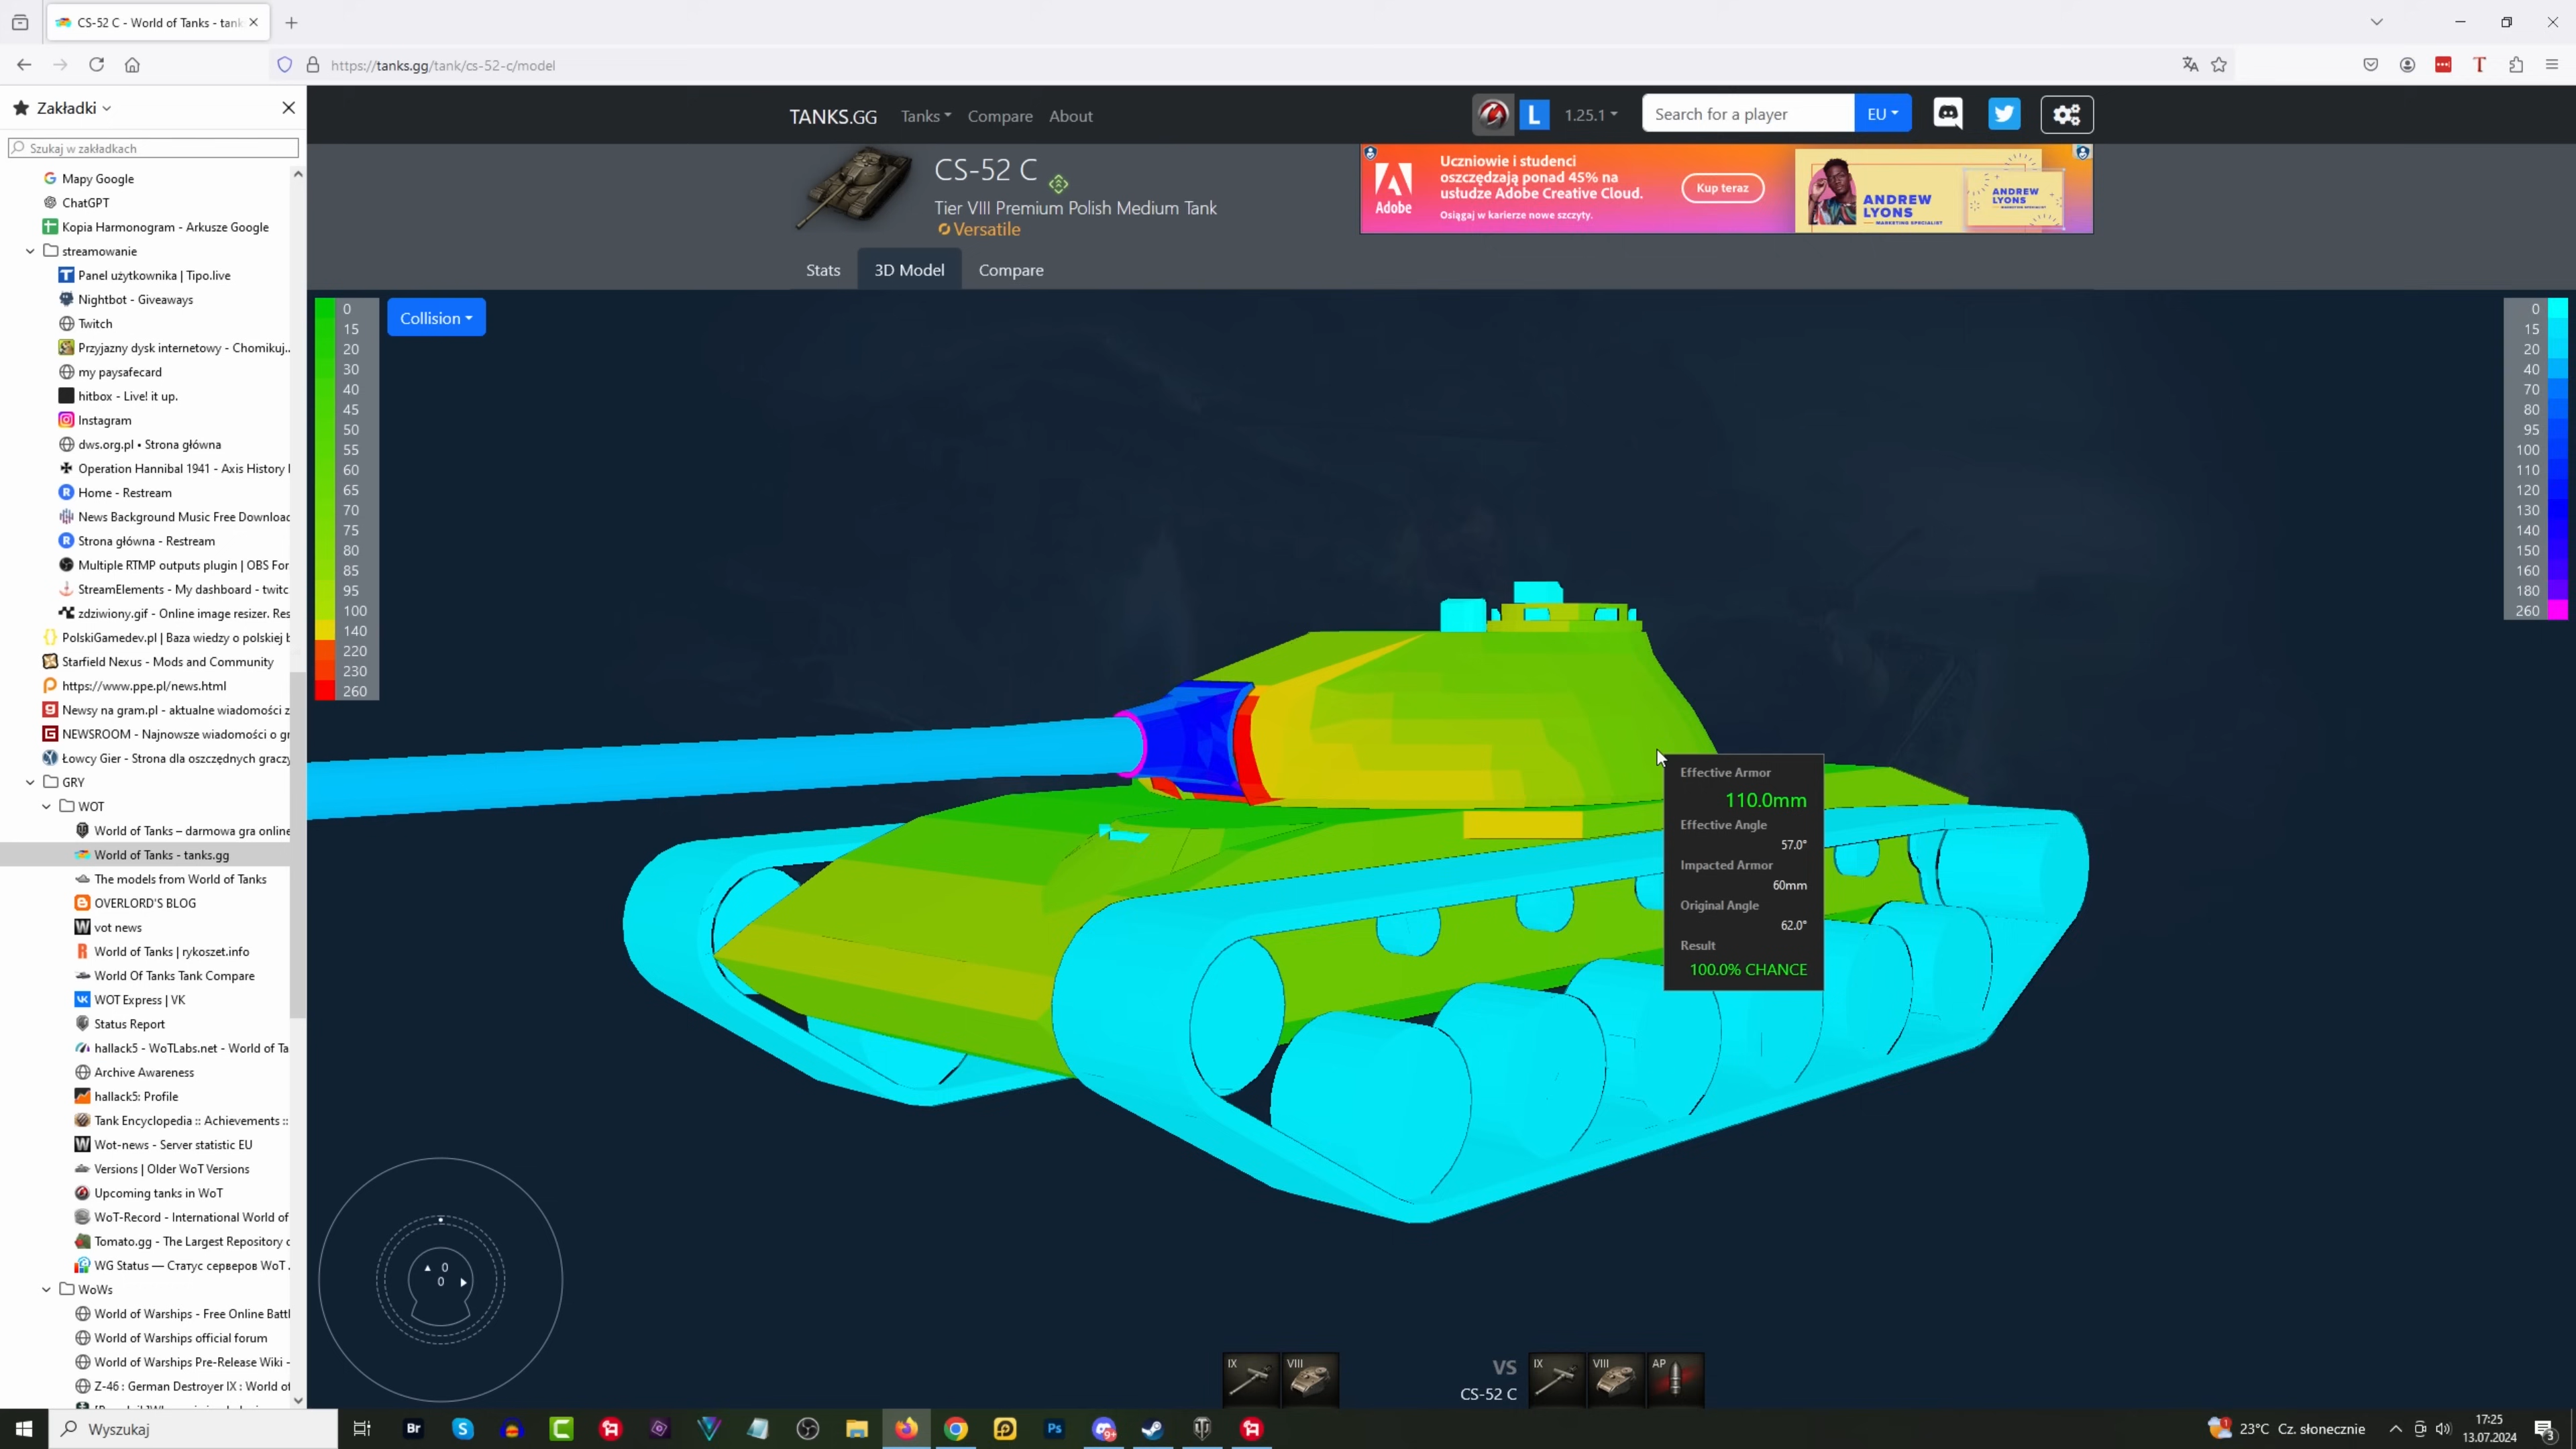 CS-52 C - World of Tanks - tank
https://tanks.gg/tank/cs-52-c/model
Zakładki
Szukaj w zakładkach
Mapy Google
ChatGPT
Kopia Harmonogram - Arkusze Google
streamowanie
Panel użytkownika | Tipo.live
Nightbot - Giveaways
Twitch
Przyjazny dysk internetowy - Chomikuj...
my paysafecard
hitbox - Live! it up.
Instagram
dws.org.pl • Strona główna
Operation Hannibal 1941 - Axis History
Home - Restream
News Background Music Free Download
Strona główna - Restream
Multiple RTMP outputs plugin | OBS For
StreamElements - My dashboard - twitc
zdziwiony.gif - Online image resizer. Res
PolskiGamedev.pl | Baza wiedzy o polskiej
Starfield Nexus - Mods and Community
https://www.ppe.pl/news.html
Newsy na gram.pl - aktualne wiadomości z
NEWSROOM - Najnowsze wiadomości o gr
Łowcy Gier - Strona dla oszczędnych graczy
GRY
WOT
World of Tanks – darmowa gra online
World of Tanks - tanks.gg
The models from World of Tanks
OVERLORD'S BLOG
vot news
World of Tanks | rykoszet.info
World Of Tanks Tank Compare
WOT Express | VK
Status Report
hallack5 - WoTLabs.net - World of Ta
Archive Awareness
hallack5: Profile
Tank Encyclopedia :: Achievements ::
Wot-news - Server statistic EU
Versions | Older WoT Versions
Upcoming tanks in WoT
WoT-Record - International World of
Tomato.gg - The Largest Repository o
WG Status — Статус серверов WoT
WoWs
World of Warships - Free Online Battl
World of Warships official forum
World of Warships Pre-Release Wiki -
Z-46 : German Destroyer IX : World of
TANKS.GG
Tanks
Compare
About
L
1.25.1
Search for a player
EU
CS-52 C
Tier VIII Premium Polish Medium Tank
Versatile
Adobe
Uczniowie i studenci
oszczędzają ponad 45% na
usłudze Adobe Creative Cloud.
Osiągaj w karierze nowe szczyty.
Kup teraz
ANDREW
LYONS
MARKETING SPECIALIST
ANDREW
LYONS
Stats
3D Model
Compare
Collision
0
15
20
30
40
45
50
55
60
65
70
75
80
85
95
100
140
220
230
260
0
15
20
40
70
80
95
100
110
120
130
140
150
160
180
260
Effective Armor
110.0mm
Effective Angle
57.0°
Impacted Armor
60mm
Original Angle
62.0°
Result
100.0% CHANCE
0
0
IX
VIII
VS
CS-52 C
IX
VIII
AP
Wyszukaj
Br
Ps
9+
23°C Cz. słonecznie
17:25
13.07.2024
3